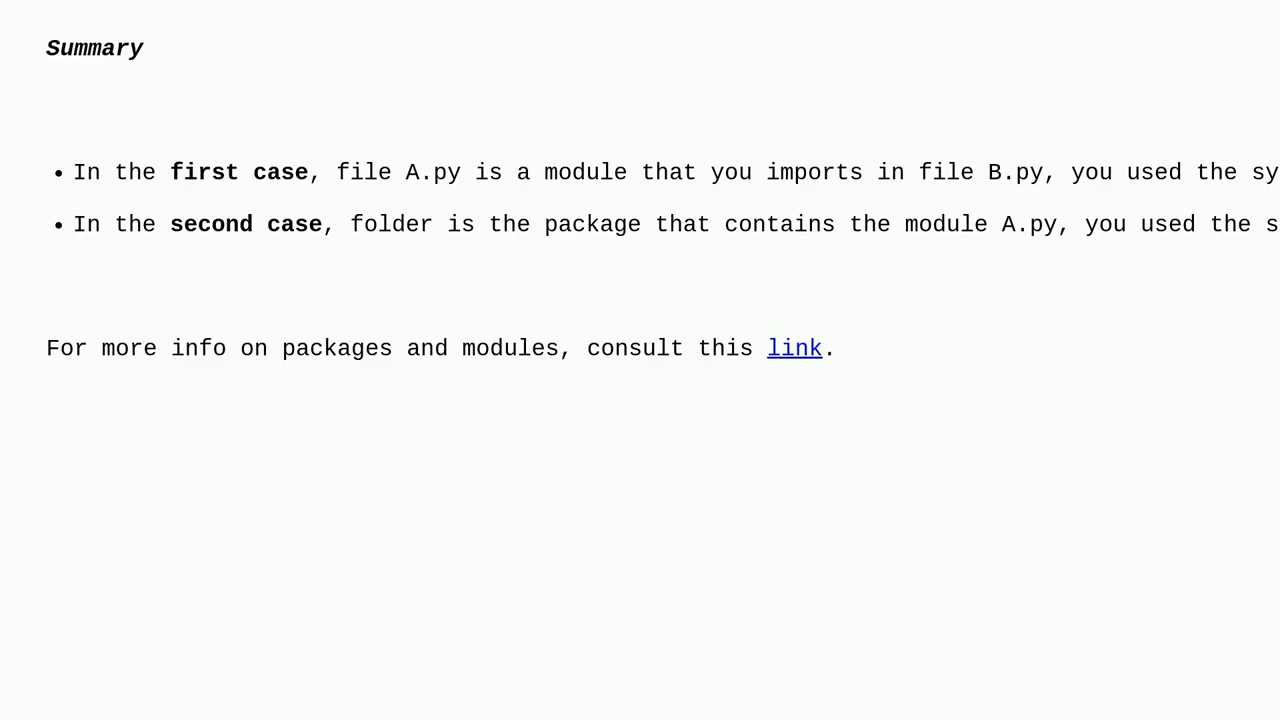 Summary
• In the first case, file A.py is a module that you imports in file B.py, you used the
• In the second case, folder is the package that contains the module A.py, you used the
For more info on packages and modules, consult this link.